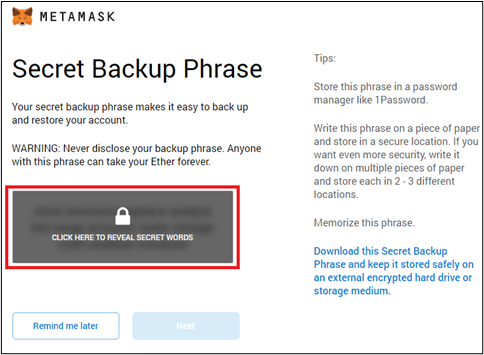 METAMASK
Secret Backup Phrase
Your secret backup phrase makes it easy to back up
and restore your account.
WARNING: Never disclose your backup phrase. Anyone
with this phrase can take your Ether forever.
CLICK HERE TO REVEAL SECRET WORDS
Remind me later
Next
Tips:
Store this phrase in a password
manager like 1Password.
Write this phrase on a piece of paper
and store in a secure location. If you
want even more security, write it
down on multiple pieces of paper
and store each in 2 - 3 different
locations.
Memorize this phrase.
Download this Secret Backup
Phrase and keep it stored safely on
an external encrypted hard drive or
storage medium.